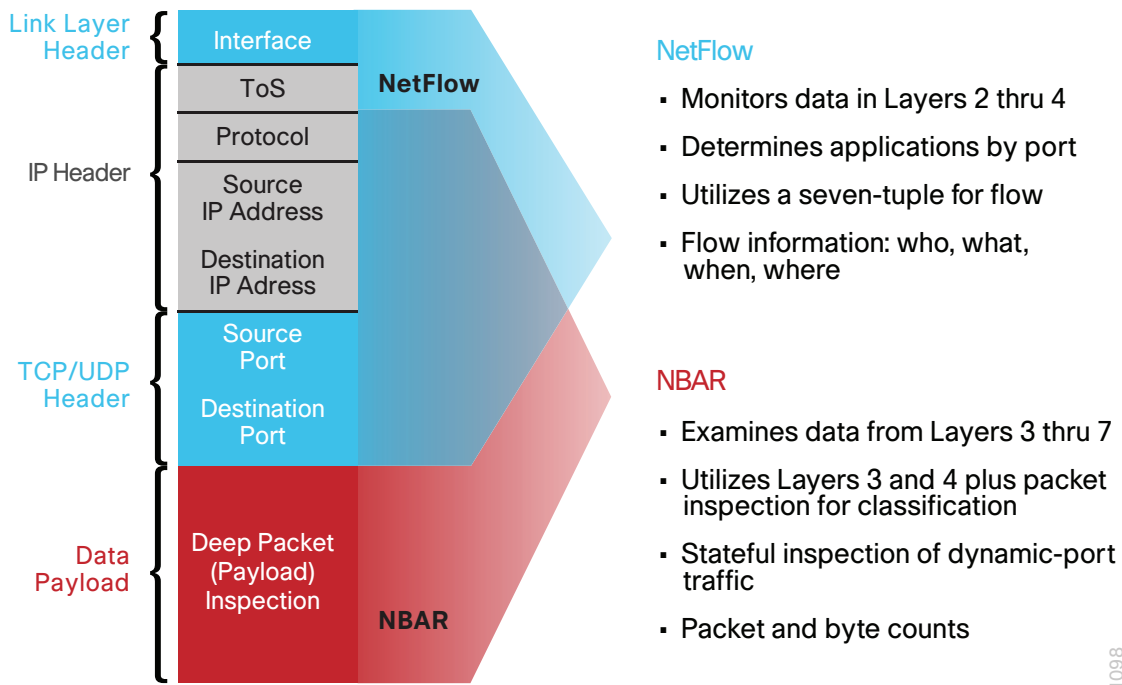 Link Layer
Header
Interface
ToS
NetFlow
Protocol
IP Header
Source
IP Address
Destination
IP Adress
TCP/UDP
Header
Source
Port
Destination
Port
Data
Payload
Deep Packet
(Payload)
Inspection
NBAR
NetFlow
▪ Monitors data in Layers 2 thru 4
▪ Determines applications by port
▪ Utilizes a seven-tuple for flow
▪ Flow information: who, what,
when, where
NBAR
▪ Examines data from Layers 3 thru 7
▪ Utilizes Layers 3 and 4 plus packet
inspection for classification
▪ Stateful inspection of dynamic-port
traffic
▪ Packet and byte counts
1098